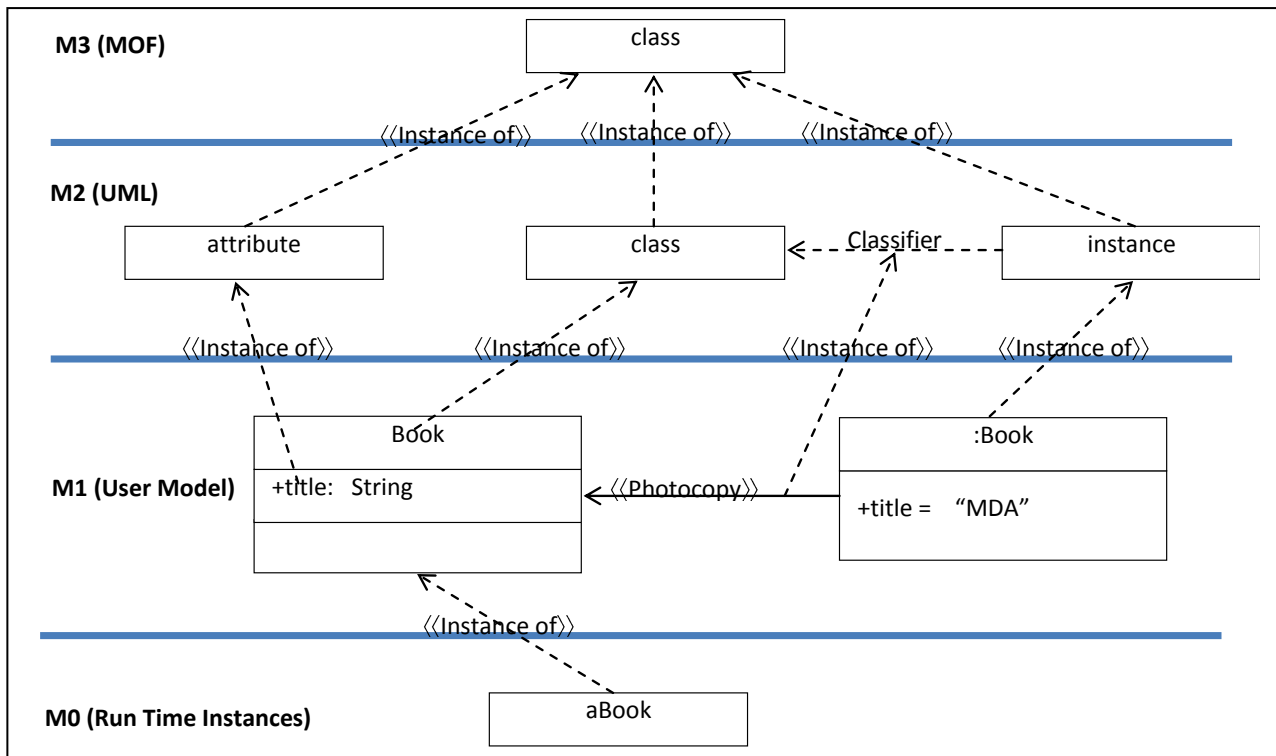 M3 (MOF)
class
⟨⟨Instance of⟩⟩ ⟨⟨Instance of⟩⟩ ⟨⟨Instance of⟩⟩
M2 (UML)
attribute class Classifier instance
⟨⟨Instance of⟩⟩ ⟨⟨Instance of⟩⟩ ⟨⟨Instance of⟩⟩ ⟨⟨Instance of⟩⟩
Book :Book
M1 (User Model) +title: String ⟨⟨Photocopy⟩⟩
+title = “MDA”
⟨⟨Instance of⟩⟩
M0 (Run Time Instances) aBook